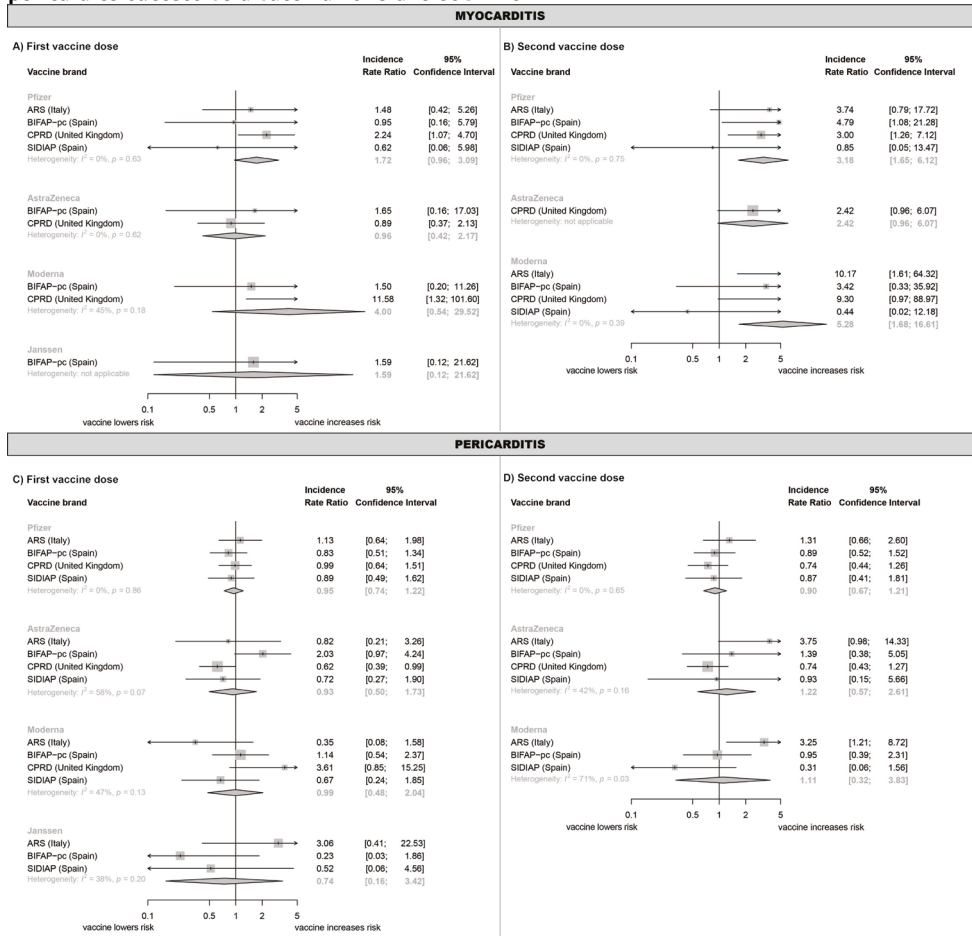 MYOCARDITIS
A) First vaccine dose
Incidence 95%
Vaccine brand Rate Ratio Confidence Interval
Pfizer
ARS (Italy) 1.48 [0.42; 5.26]
BIFAP−pc (Spain) 0.95 [0.16; 5.79]
CPRD (United Kingdom) 2.24 [1.07; 4.70]
SIDIAP (Spain) 0.62 [0.06; 5.98]
Heterogeneity: I² = 0%, p = 0.63 1.72 [0.96; 3.09]
AstraZeneca
BIFAP−pc (Spain) 1.65 [0.16; 17.03]
CPRD (United Kingdom) 0.89 [0.37; 2.13]
Heterogeneity: I² = 0%, p = 0.62 0.96 [0.42; 2.17]
Moderna
BIFAP−pc (Spain) 1.50 [0.20; 11.26]
CPRD (United Kingdom) 11.58 [1.32; 101.60]
Heterogeneity: I² = 45%, p = 0.18 4.00 [0.54; 29.52]
Janssen
BIFAP−pc (Spain) 1.59 [0.12; 21.62]
Heterogeneity: not applicable 1.59 [0.12; 21.62]
0.1 0.5 1 2 5
vaccine lowers risk vaccine increases risk
B) Second vaccine dose
Incidence 95%
Vaccine brand Rate Ratio Confidence Interval
Pfizer
ARS (Italy) 3.74 [0.79; 17.72]
BIFAP−pc (Spain) 4.79 [1.08; 21.28]
CPRD (United Kingdom) 3.00 [1.26; 7.12]
SIDIAP (Spain) 0.85 [0.05; 13.47]
Heterogeneity: I² = 0%, p = 0.75 3.18 [1.65; 6.12]
AstraZeneca
CPRD (United Kingdom) 2.42 [0.96; 6.07]
Heterogeneity: not applicable 2.42 [0.96; 6.07]
Moderna
ARS (Italy) 10.17 [1.61; 64.32]
BIFAP−pc (Spain) 3.42 [0.33; 35.92]
CPRD (United Kingdom) 9.30 [0.97; 88.97]
SIDIAP (Spain) 0.44 [0.02; 12.18]
Heterogeneity: I² = 0%, p = 0.39 5.28 [1.68; 16.61]
0.1 0.5 1 2 5
vaccine lowers risk vaccine increases risk
PERICARDITIS
C) First vaccine dose
Incidence 95%
Vaccine brand Rate Ratio Confidence Interval
Pfizer
ARS (Italy) 1.13 [0.64; 1.98]
BIFAP−pc (Spain) 0.83 [0.51; 1.34]
CPRD (United Kingdom) 0.99 [0.64; 1.51]
SIDIAP (Spain) 0.89 [0.49; 1.62]
Heterogeneity: I² = 0%, p = 0.86 0.95 [0.74; 1.22]
AstraZeneca
ARS (Italy) 0.82 [0.21; 3.26]
BIFAP−pc (Spain) 2.03 [0.97; 4.24]
CPRD (United Kingdom) 0.62 [0.39; 0.99]
SIDIAP (Spain) 0.72 [0.27; 1.90]
Heterogeneity: I² = 58%, p = 0.07 0.93 [0.50; 1.73]
Moderna
ARS (Italy) 0.35 [0.08; 1.58]
BIFAP−pc (Spain) 1.14 [0.54; 2.37]
CPRD (United Kingdom) 3.61 [0.85; 15.25]
SIDIAP (Spain) 0.67 [0.24; 1.85]
Heterogeneity: I² = 47%, p = 0.13 0.99 [0.48; 2.04]
Janssen
ARS (Italy) 3.06 [0.41; 22.53]
BIFAP−pc (Spain) 0.23 [0.03; 1.86]
SIDIAP (Spain) 0.52 [0.06; 4.56]
Heterogeneity: I² = 38%, p = 0.20 0.74 [0.16; 3.42]
0.1 0.5 1 2 5
vaccine lowers risk vaccine increases risk
D) Second vaccine dose
Incidence 95%
Vaccine brand Rate Ratio Confidence Interval
Pfizer
ARS (Italy) 1.31 [0.66; 2.60]
BIFAP−pc (Spain) 0.89 [0.52; 1.52]
CPRD (United Kingdom) 0.74 [0.44; 1.26]
SIDIAP (Spain) 0.87 [0.41; 1.81]
Heterogeneity: I² = 0%, p = 0.65 0.90 [0.67; 1.21]
AstraZeneca
ARS (Italy) 3.75 [0.98; 14.33]
BIFAP−pc (Spain) 1.39 [0.38; 5.05]
CPRD (United Kingdom) 0.74 [0.43; 1.27]
SIDIAP (Spain) 0.93 [0.15; 5.66]
Heterogeneity: I² = 42%, p = 0.16 1.22 [0.57; 2.61]
Moderna
ARS (Italy) 3.25 [1.21; 8.72]
BIFAP−pc (Spain) 0.95 [0.39; 2.31]
SIDIAP (Spain) 0.31 [0.06; 1.56]
Heterogeneity: I² = 71%, p = 0.03 1.11 [0.32; 3.83]
0.1 0.5 1 2 5
vaccine lowers risk vaccine increases risk